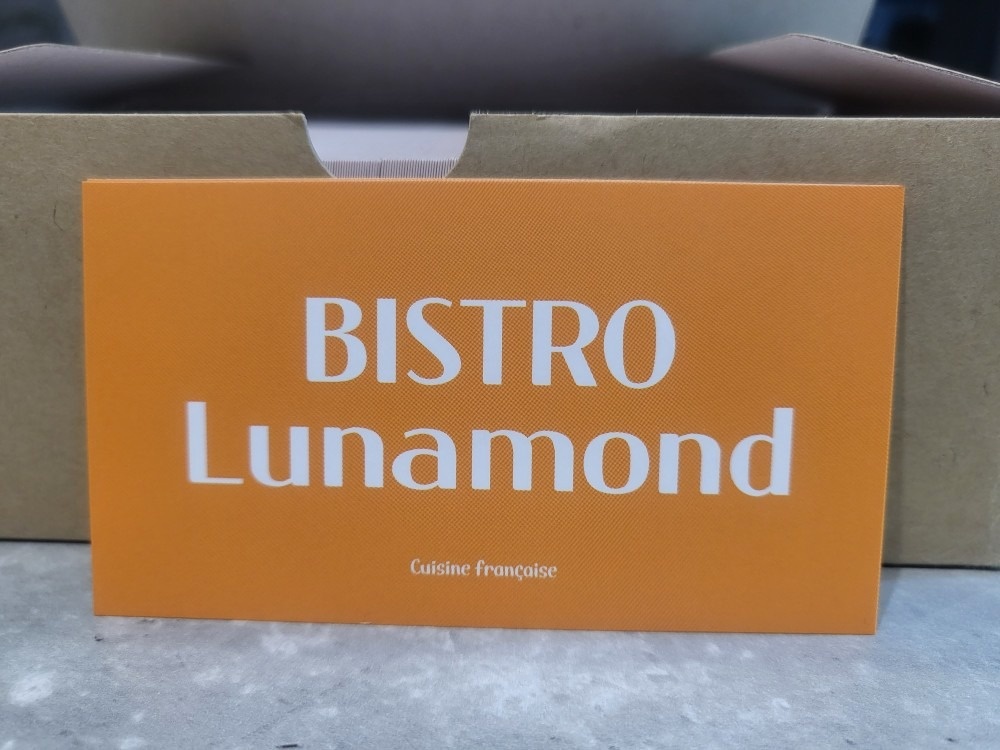 BISTRO
Lunamond
Cuisine française